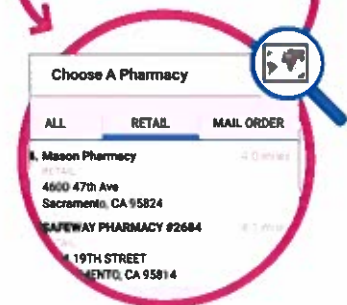 Choose A Pharmacy
ALL RETAIL MAIL ORDER
Mason Pharmacy
RETAIL
4600 47th Ave
Sacramento, CA 95824
SAFEWAY PHARMACY #2684
19TH STREET
CA 95814